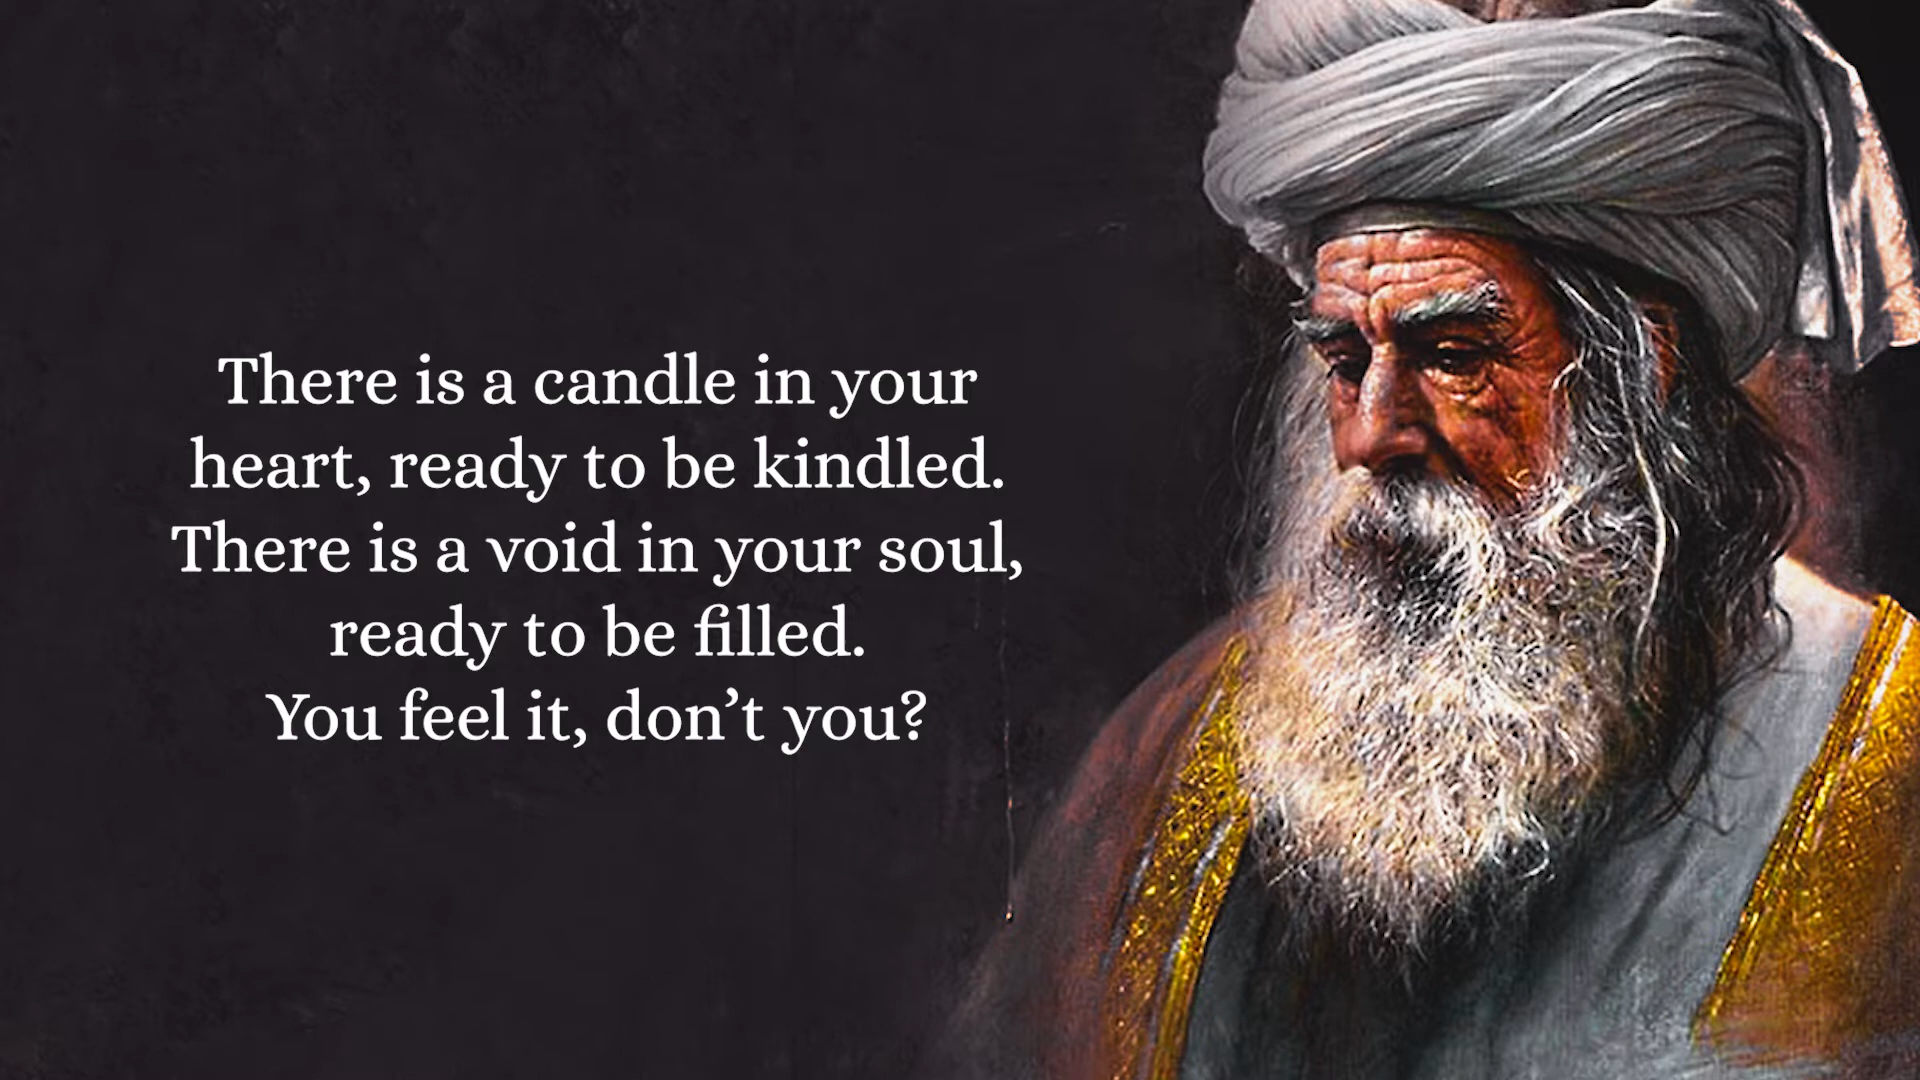 There is a candle in your
heart, ready to be kindled.
There is a void in your soul,
ready to be filled.
You feel it, don’t you?